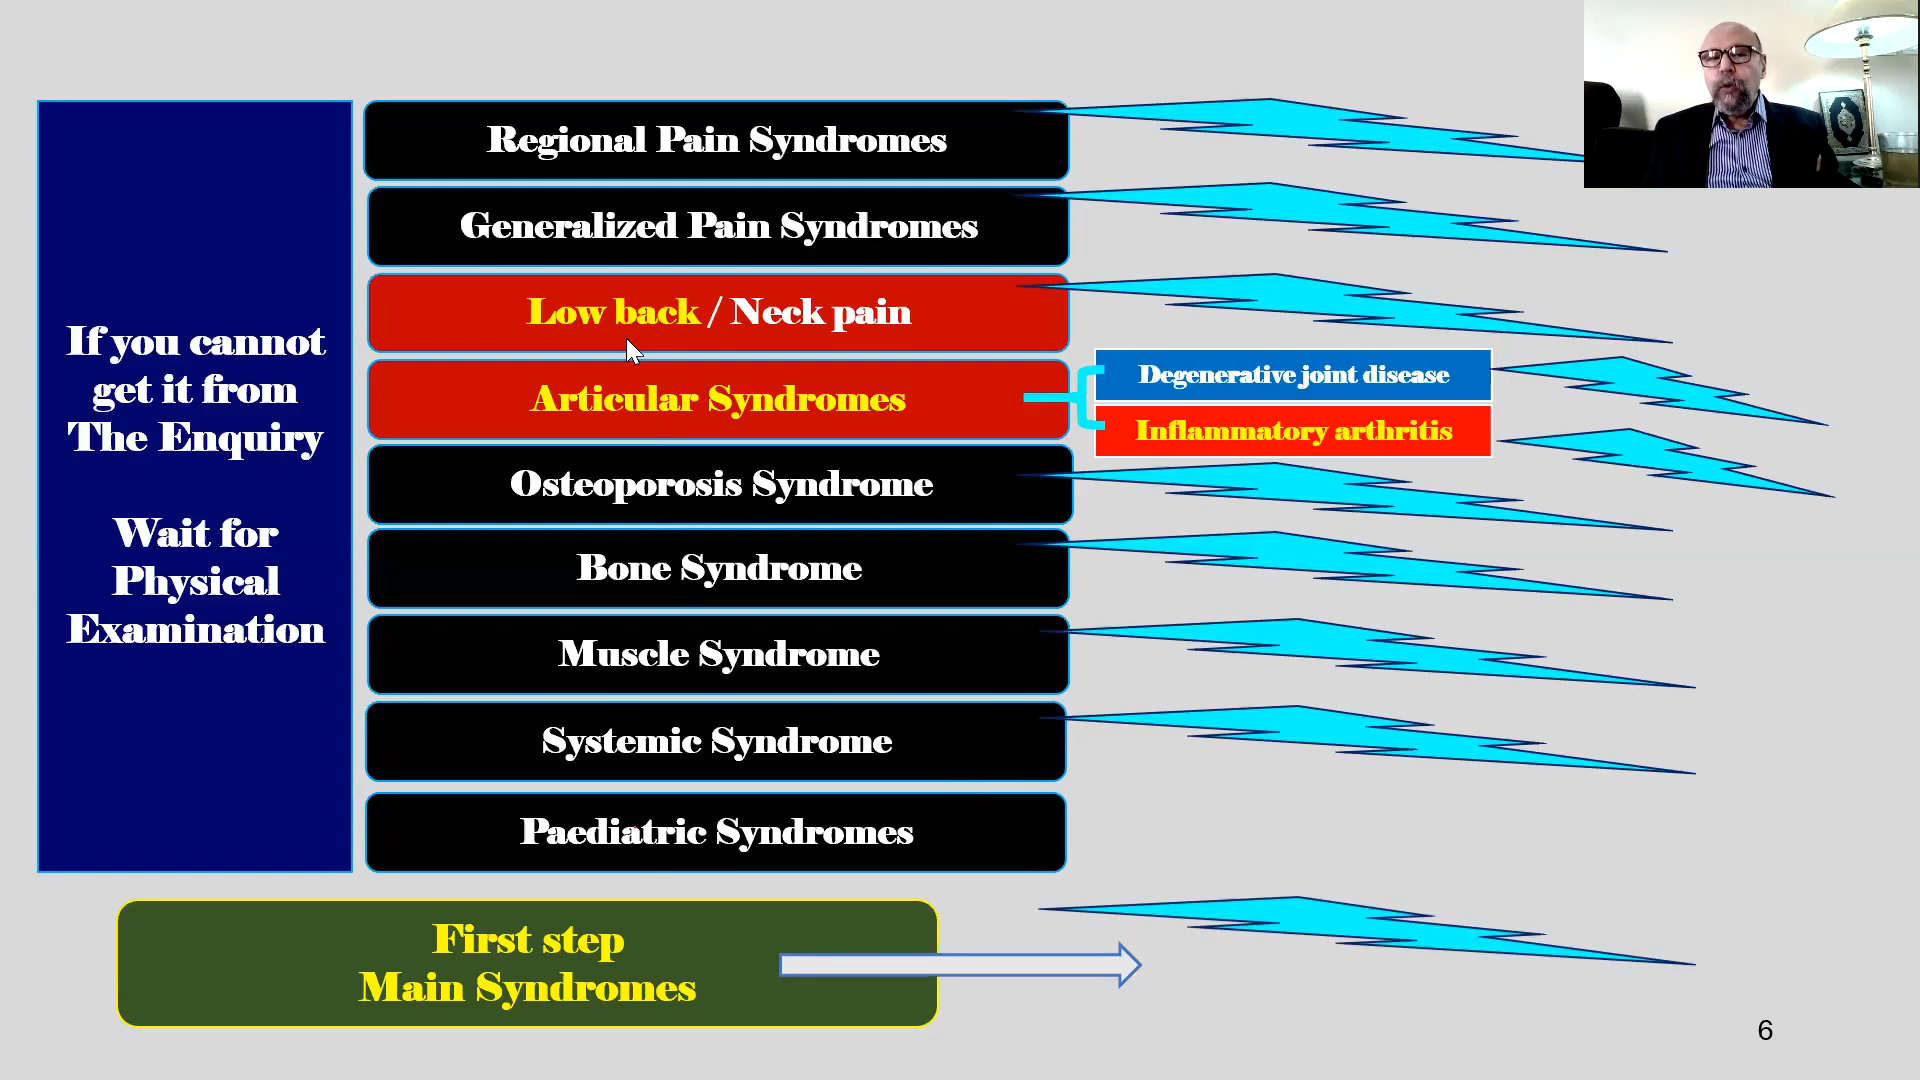 If you cannot
get it from
The Enquiry
Wait for
Physical
Examination
Regional Pain Syndromes
Generalized Pain Syndromes
Low back / Neck pain
Articular Syndromes
Degenerative joint disease
Inflammatory arthritis
Osteoporosis Syndrome
Bone Syndrome
Muscle Syndrome
Systemic Syndrome
Paediatric Syndromes
First step
Main Syndromes
6